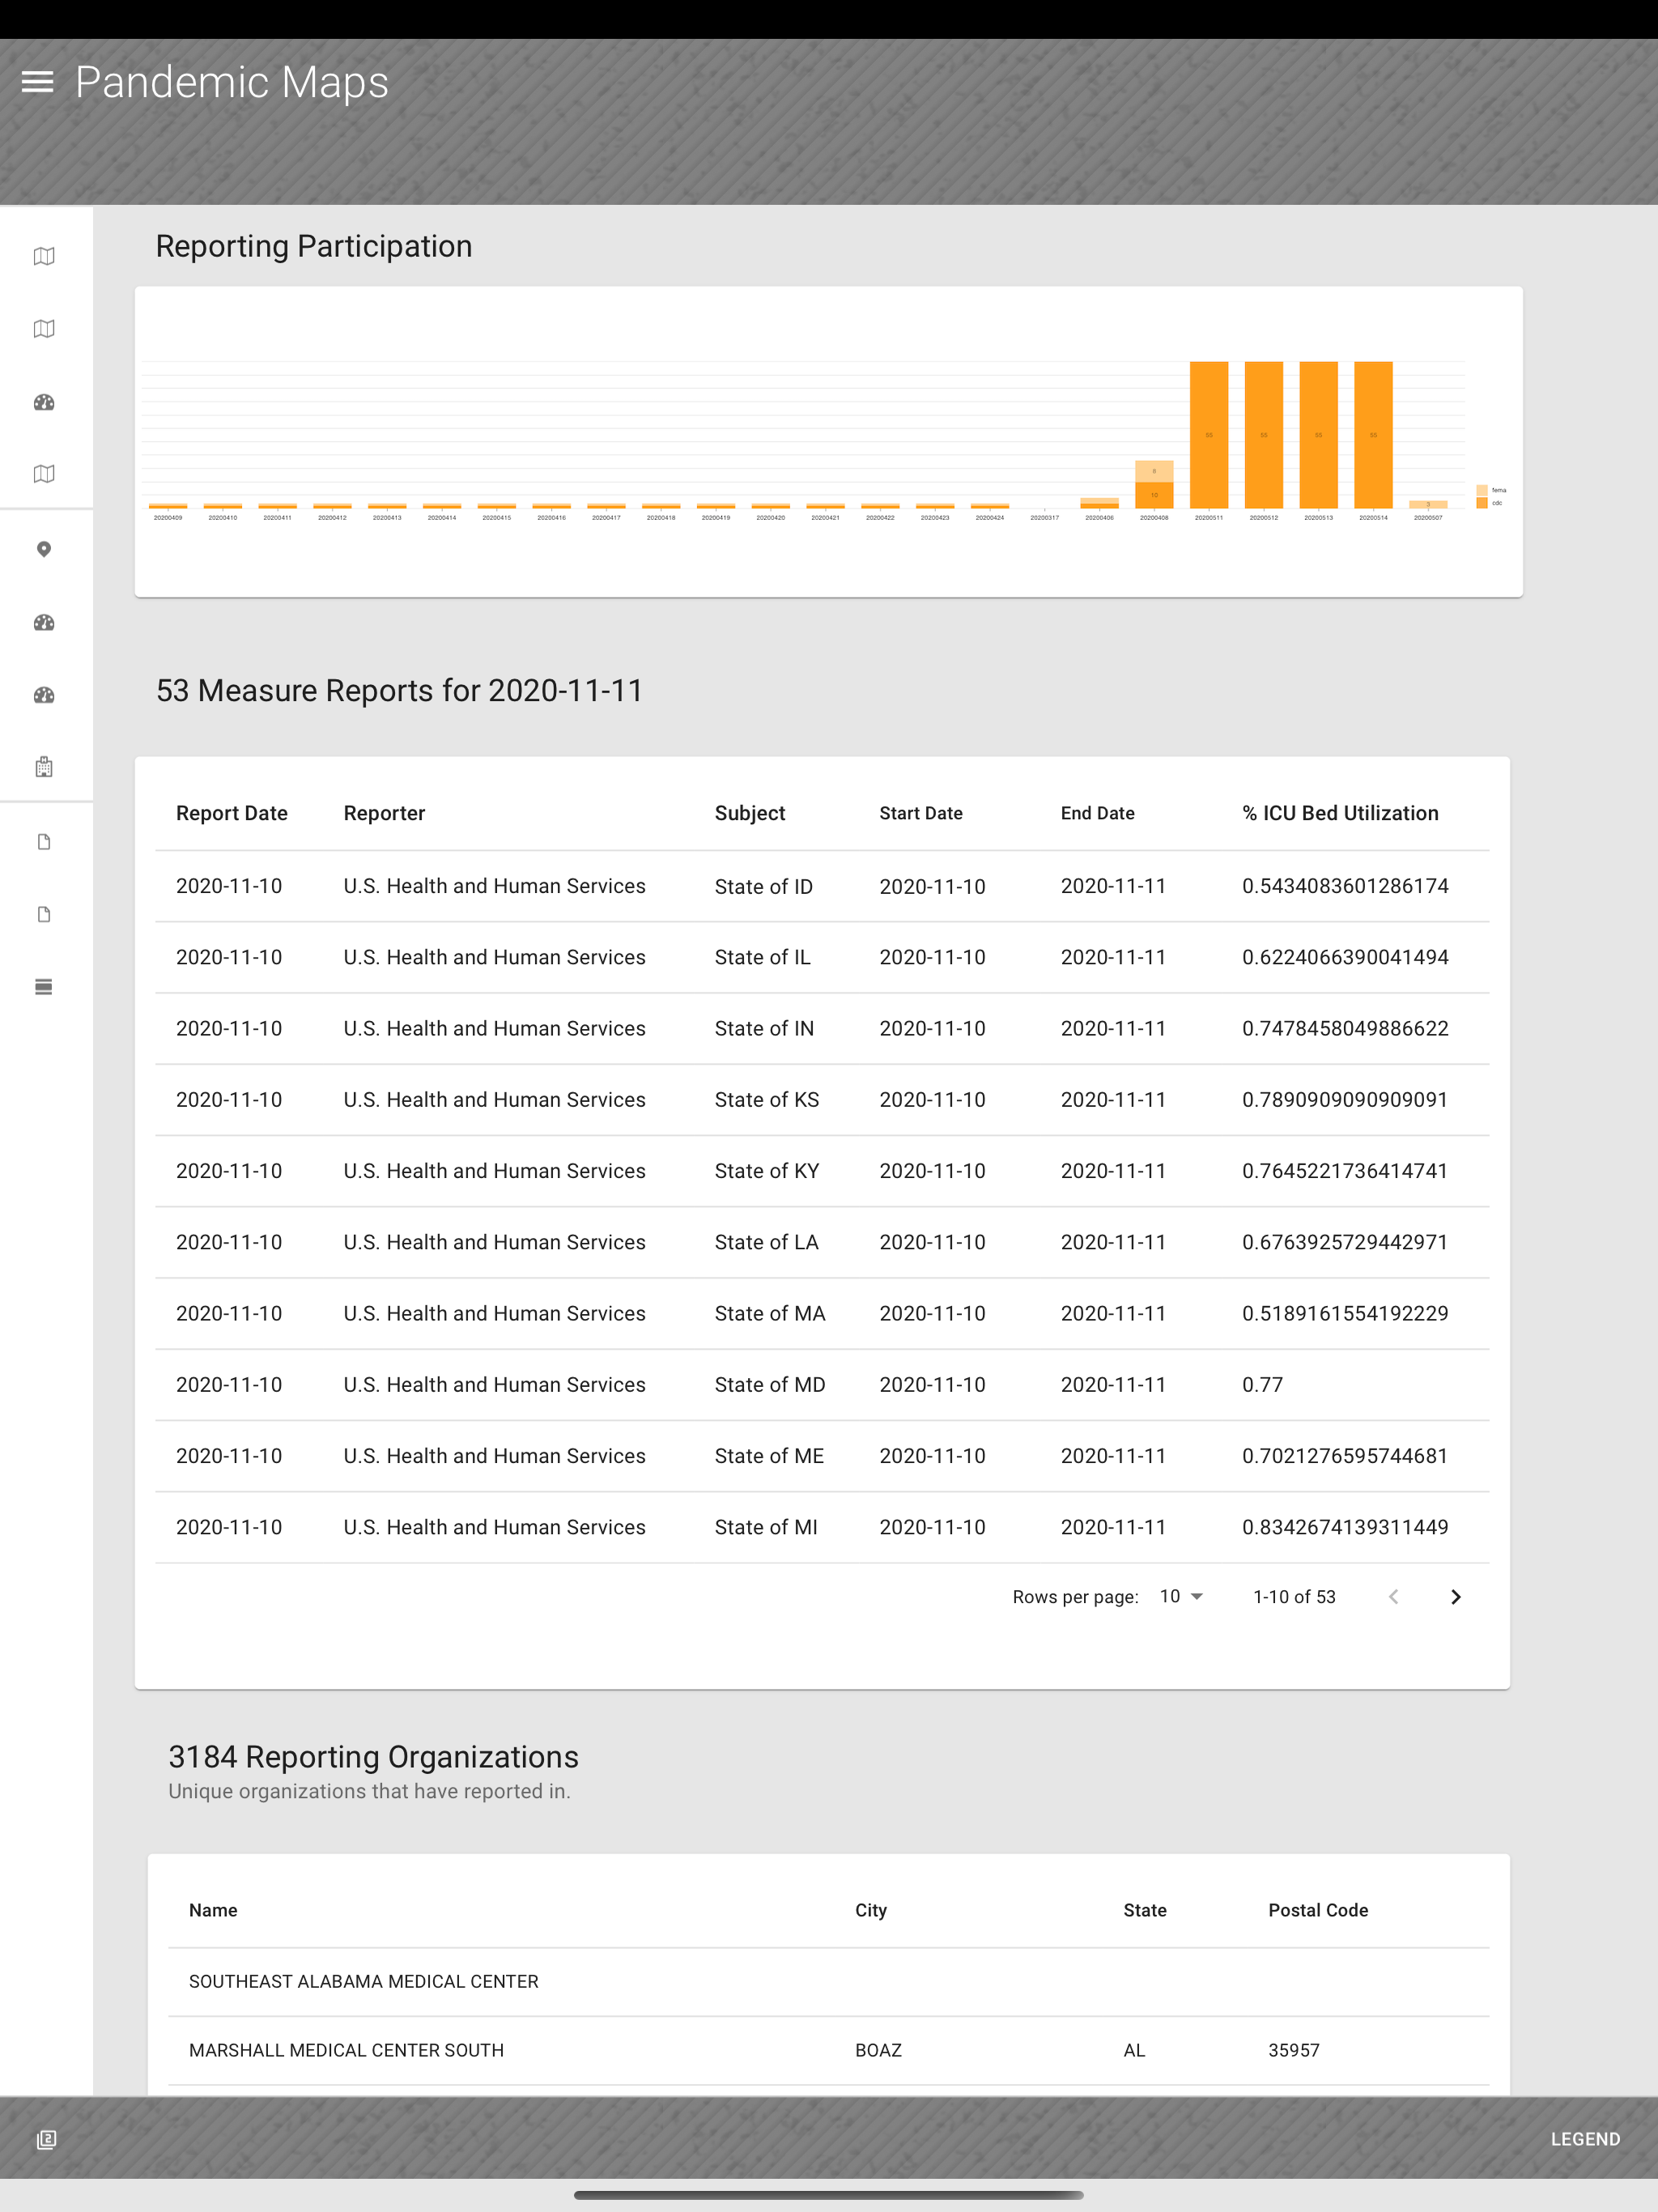 Pandemic Maps
Reporting Participation
55 55 55 55
8
10
3
fema
cdc
20200409 20200410 20200411 20200412 20200413 20200414 20200415 20200416 20200417 20200418 20200419 20200420 20200421 20200422 20200423 20200424 20200317 20200406 20200408 20200511 20200512 20200513 20200514 20200507
53 Measure Reports for 2020-11-11
Report Date Reporter Subject Start Date End Date % ICU Bed Utilization
2020-11-10 U.S. Health and Human Services State of ID 2020-11-10 2020-11-11 0.5434083601286174
2020-11-10 U.S. Health and Human Services State of IL 2020-11-10 2020-11-11 0.6224066390041494
2020-11-10 U.S. Health and Human Services State of IN 2020-11-10 2020-11-11 0.7478458049886622
2020-11-10 U.S. Health and Human Services State of KS 2020-11-10 2020-11-11 0.7890909090909091
2020-11-10 U.S. Health and Human Services State of KY 2020-11-10 2020-11-11 0.7645221736414741
2020-11-10 U.S. Health and Human Services State of LA 2020-11-10 2020-11-11 0.6763925729442971
2020-11-10 U.S. Health and Human Services State of MA 2020-11-10 2020-11-11 0.5189161554192229
2020-11-10 U.S. Health and Human Services State of MD 2020-11-10 2020-11-11 0.77
2020-11-10 U.S. Health and Human Services State of ME 2020-11-10 2020-11-11 0.7021276595744681
2020-11-10 U.S. Health and Human Services State of MI 2020-11-10 2020-11-11 0.8342674139311449
Rows per page: 10 1-10 of 53
3184 Reporting Organizations
Unique organizations that have reported in.
Name City State Postal Code
SOUTHEAST ALABAMA MEDICAL CENTER
MARSHALL MEDICAL CENTER SOUTH BOAZ AL 35957
2 LEGEND